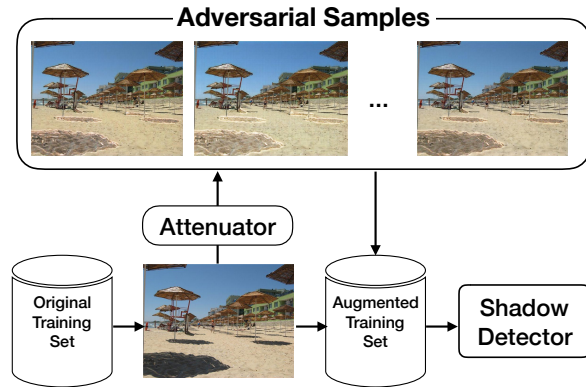 Adversarial Samples
...
Attenuator
Original
Training
Set
Augmented
Training
Set
Shadow
Detector